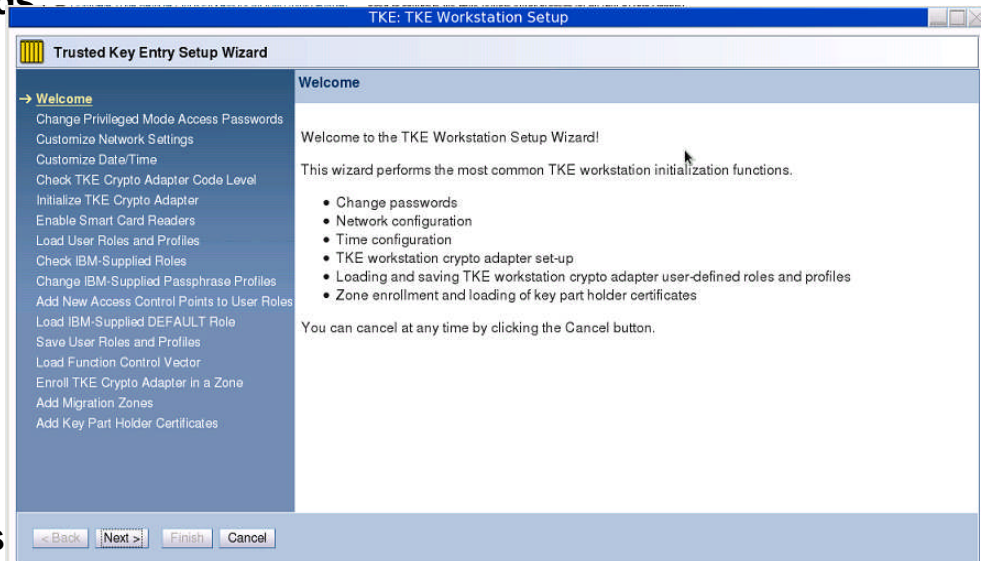 TKE: TKE Workstation Setup
Trusted Key Entry Setup Wizard
Welcome
Change Privileged Mode Access Passwords
Customize Network Settings
Customize Date/Time
Check TKE Crypto Adapter Code Level
Initialize TKE Crypto Adapter
Enable Smart Card Readers
Load User Roles and Profiles
Check IBM-Supplied Roles
Change IBM-Supplied Passphrase Profiles
Add New Access Control Points to User Roles
Load IBM-Supplied DEFAULT Role
Save User Roles and Profiles
Load Function Control Vector
Enroll TKE Crypto Adapter in a Zone
Add Migration Zones
Add Key Part Holder Certificates
Welcome
Welcome to the TKE Workstation Setup Wizard!
This wizard performs the most common TKE workstation initialization functions.
• Change passwords
• Network configuration
• Time configuration
• TKE workstation crypto adapter set-up
• Loading and saving TKE workstation crypto adapter user-defined roles and profiles
• Zone enrollment and loading of key part holder certificates
You can cancel at any time by clicking the Cancel button.
< Back Next > Finish Cancel